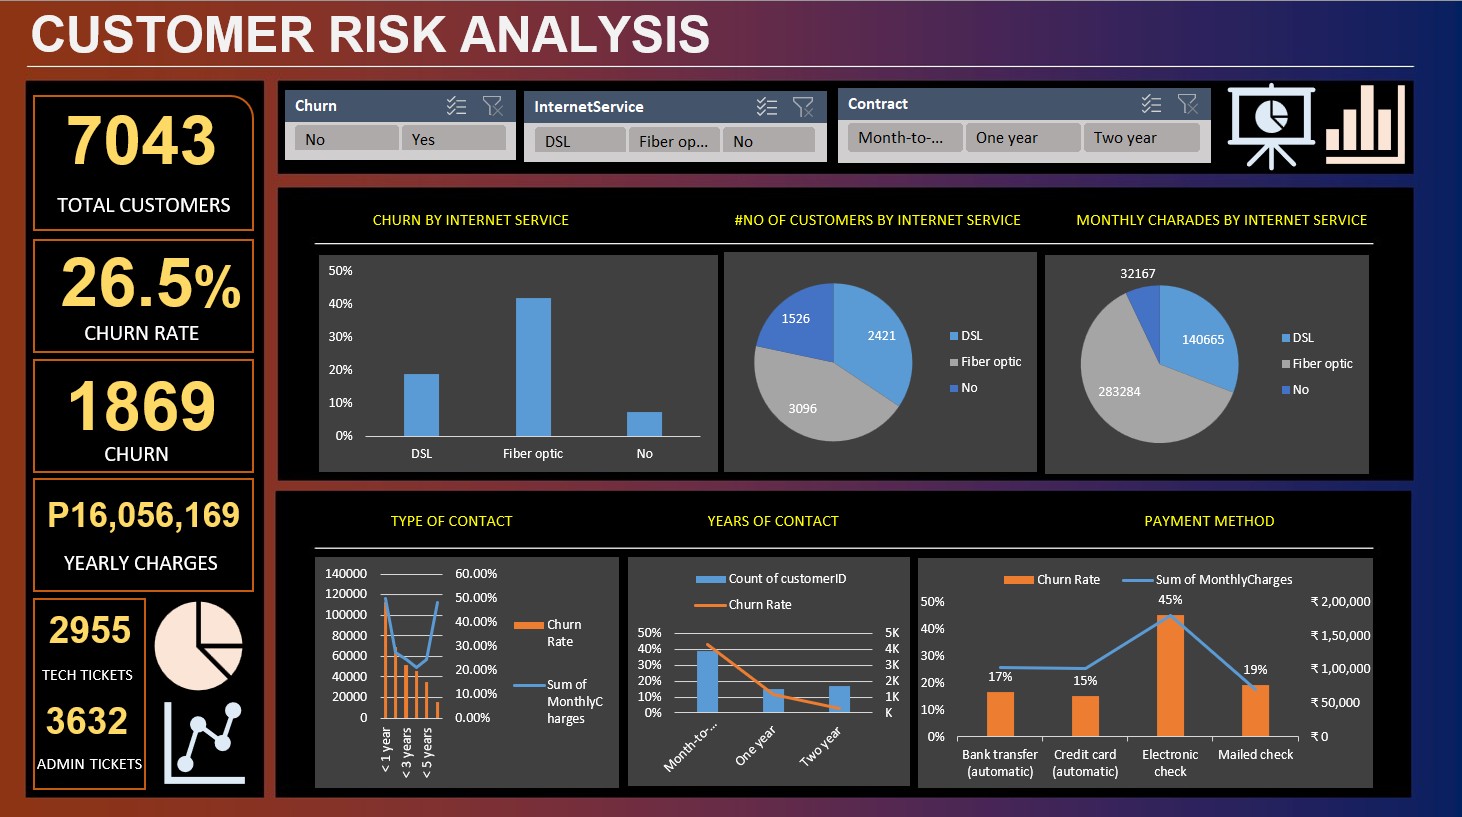 CUSTOMER RISK ANALYSIS
7043
TOTAL CUSTOMERS
26.5%
CHURN RATE
1869
CHURN
P16,056,169
YEARLY CHARGES
2955
TECH TICKETS
3632
ADMIN TICKETS
Churn
No Yes
InternetService
DSL Fiber op... No
Contract
Month-to-... One year Two year
CHURN BY INTERNET SERVICE
50%
40%
30%
20%
10%
0%
DSL Fiber optic No
#NO OF CUSTOMERS BY INTERNET SERVICE
1526
2421
3096
DSL
Fiber optic
No
MONTHLY CHARADES BY INTERNET SERVICE
32167
140665
283284
DSL
Fiber optic
No
TYPE OF CONTACT
140000
120000
100000
80000
60000
40000
20000
0
60.00%
50.00%
40.00%
30.00%
20.00%
10.00%
0.00%
< 1 year
< 3 years
< 5 years
Churn
Rate
Sum of
MonthlyC
harges
YEARS OF CONTACT
Count of customerID
Churn Rate
50%
40%
30%
20%
10%
0%
5K
4K
3K
2K
1K
K
Month-to-...
One year
Two year
PAYMENT METHOD
Churn Rate Sum of MonthlyCharges
50%
40%
30%
20%
10%
0%
17%
15%
45%
19%
₹ 2,00,000
₹ 1,50,000
₹ 1,00,000
₹ 50,000
₹ 0
Bank transfer Credit card Electronic Mailed check
(automatic) (automatic) check